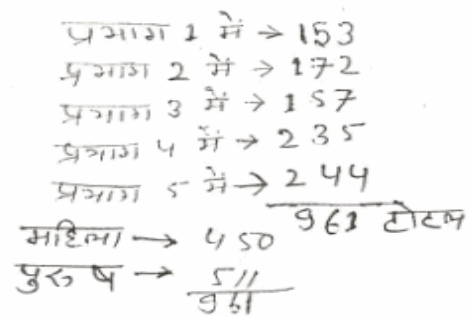 प्रभाग 1 में → 153
प्रभाग 2 में → 172
प्रभाग 3 में → 157
प्रभाग 4 में → 235
प्रभाग 5 में → 244
961 टोटल
महिला → 450
पुरुष → 511
961